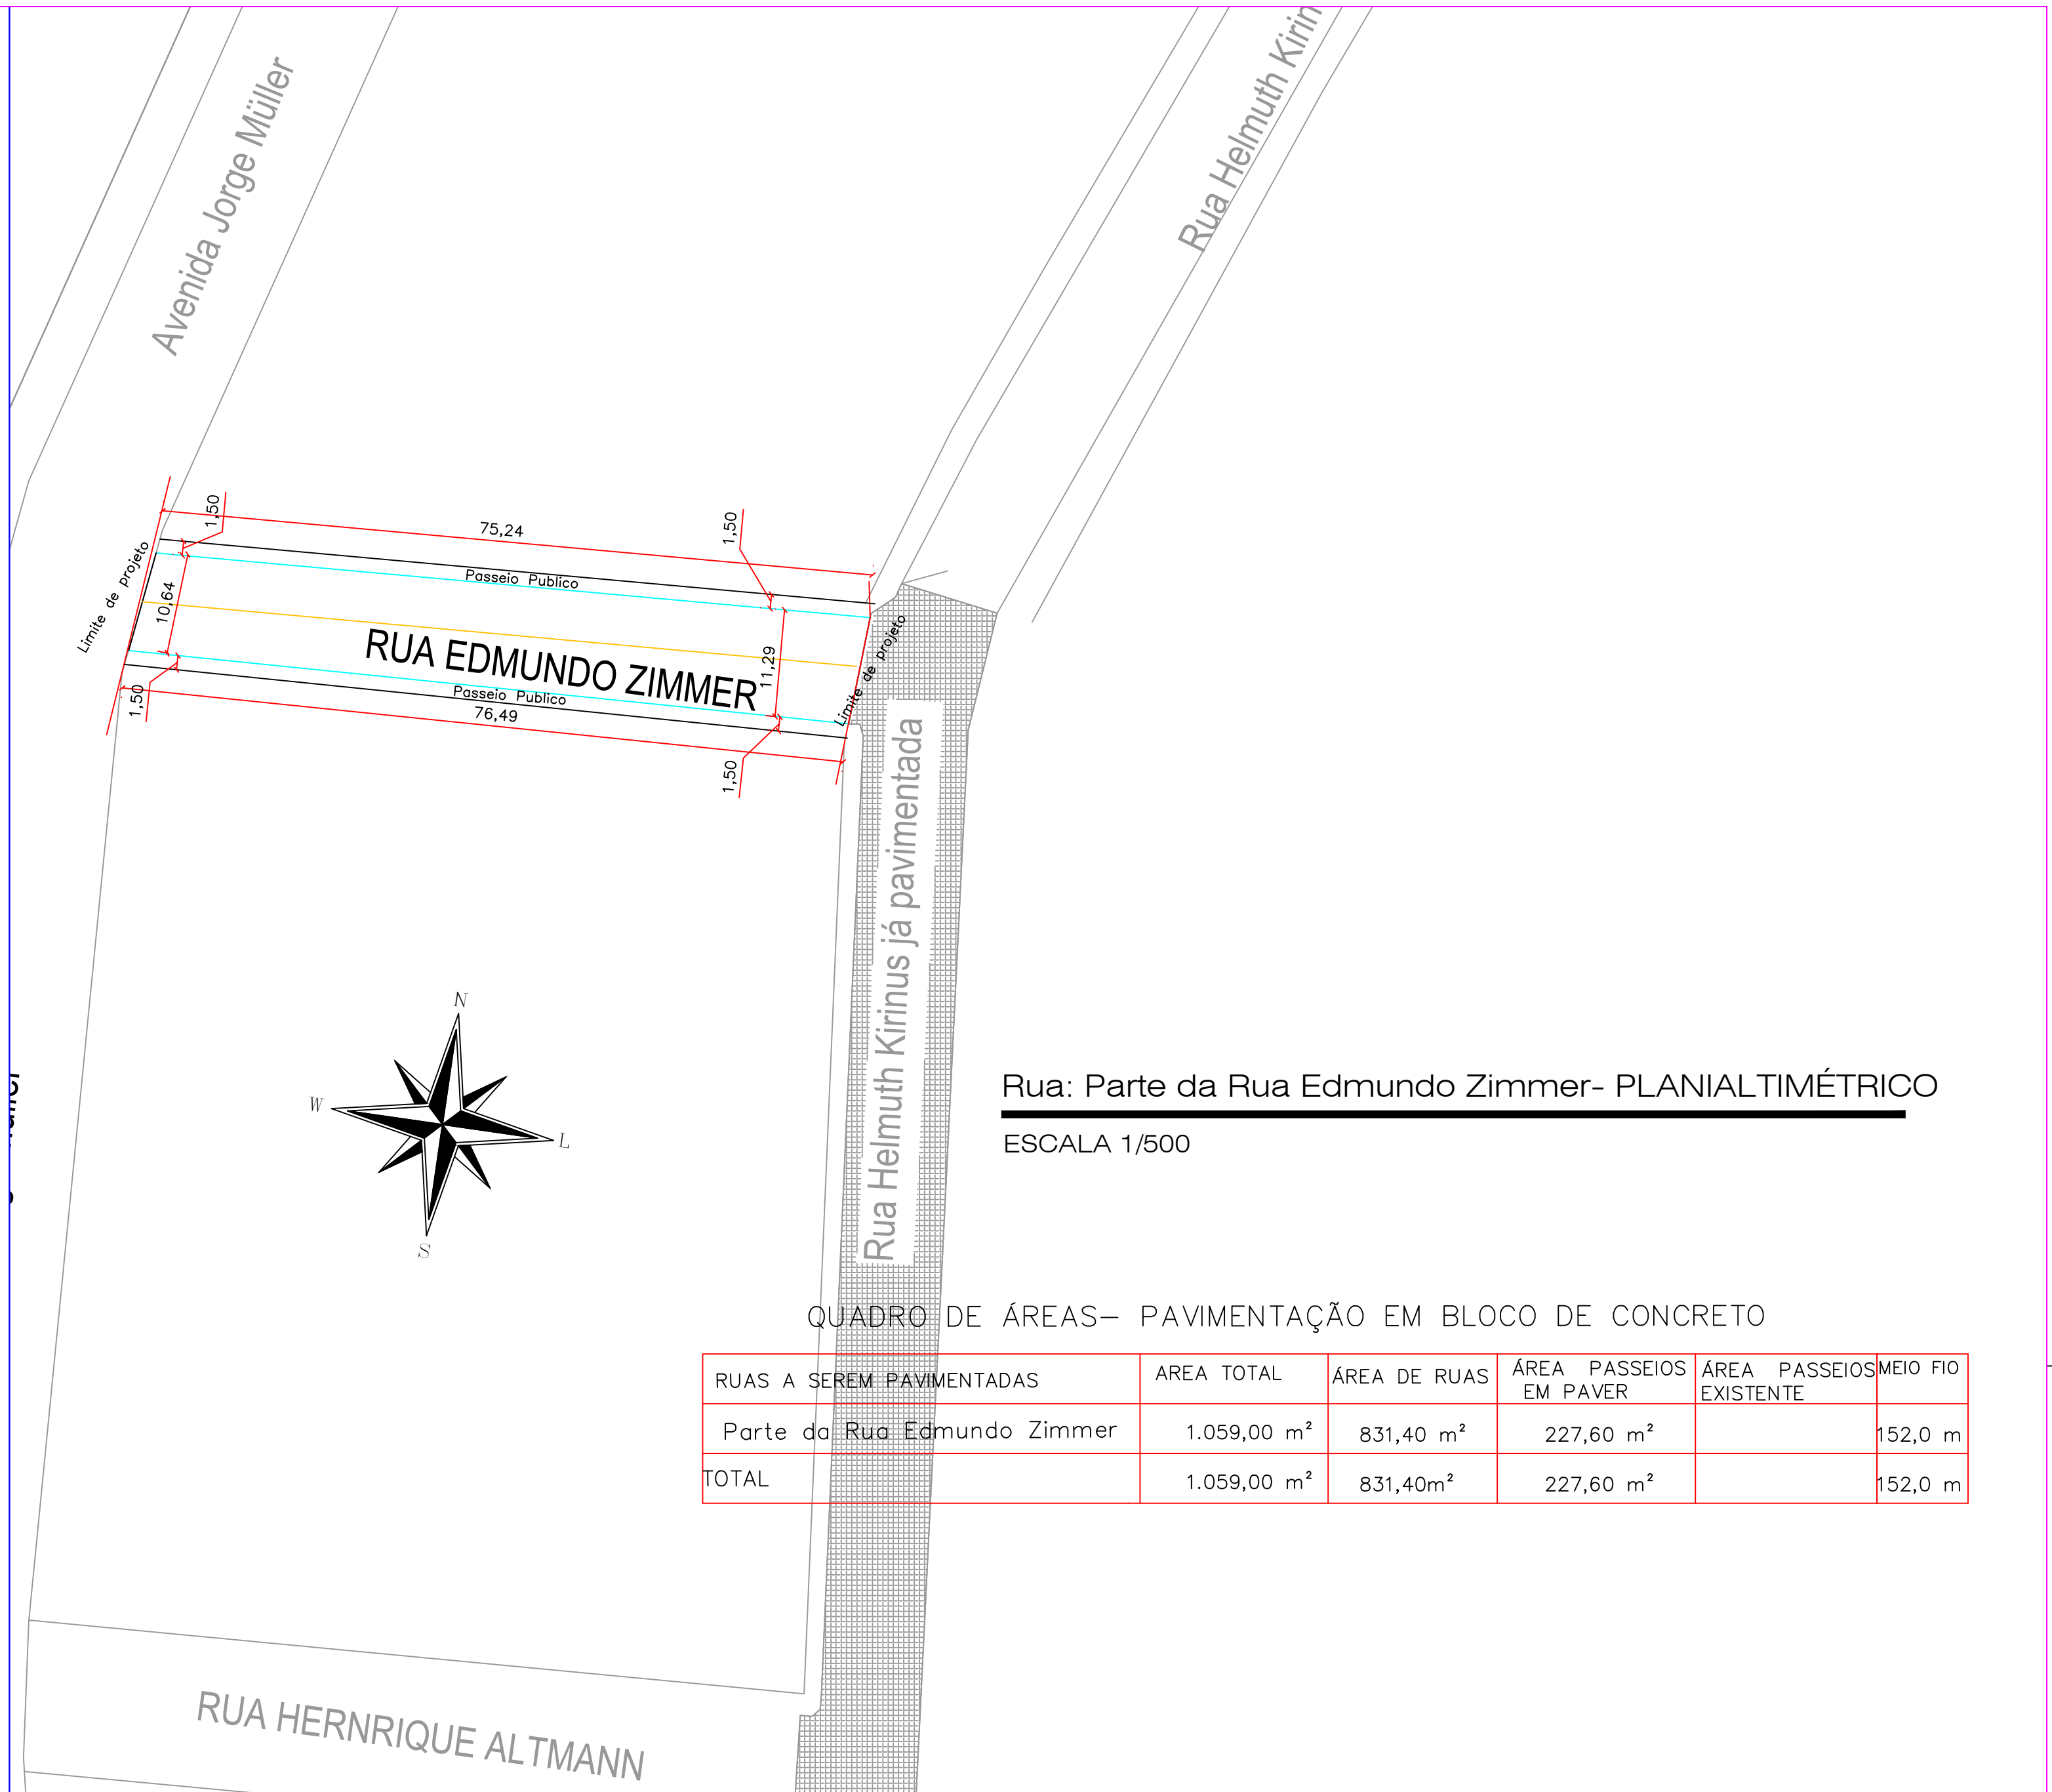 Avenida Jorge Müller
Rua Helmuth Kirin
Limite de projeto
1,50
75,24
1,50
Passeio Publico
10,64
RUA EDMUNDO ZIMMER
11,29
Limite de projeto
Passeio Publico
1,50
76,49
1,50
Rua Helmuth Kirinus já pavimentada
N
W
L
S
Rua: Parte da Rua Edmundo Zimmer- PLANIALTIMÉTRICO
ESCALA 1/500
QUADRO DE ÁREAS- PAVIMENTAÇÃO EM BLOCO DE CONCRETO
RUAS A SEREM PAVIMENTADAS
AREA TOTAL
ÁREA DE RUAS
ÁREA PASSEIOS
EM PAVER
ÁREA PASSEIOS
EXISTENTE
MEIO FIO
Parte da Rua Edmundo Zimmer
1.059,00 m²
831,40 m²
227,60 m²
152,0 m
TOTAL
1.059,00 m²
831,40m²
227,60 m²
152,0 m
RUA HERNRIQUE ALTMANN